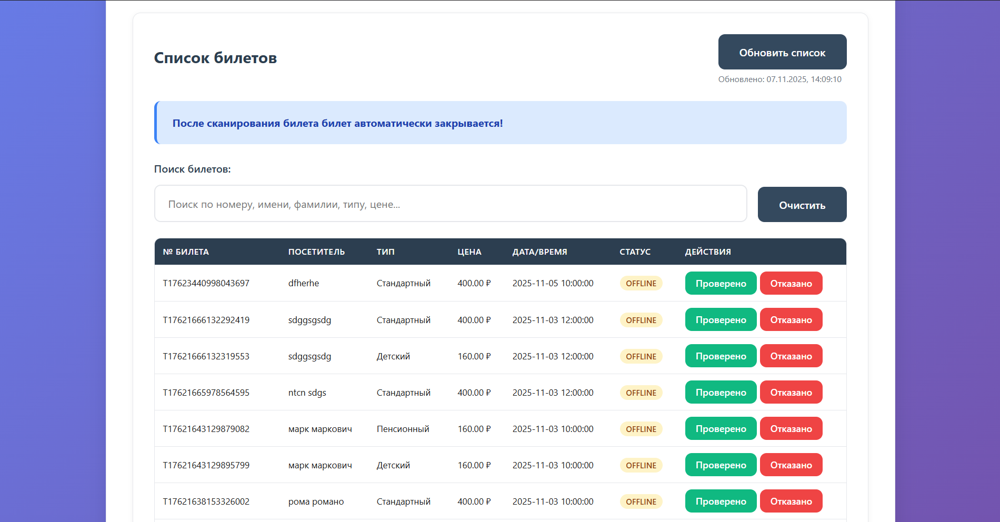 Список билетов
Обновить список
Обновлено: 07.11.2025, 14:09:10
После сканирования билета билет автоматически закрывается!
Поиск билетов:
Поиск по номеру, имени, фамилии, типу, цене...
Очистить
№ БИЛЕТА ПОСЕТИТЕЛЬ ТИП ЦЕНА ДАТА/ВРЕМЯ СТАТУС ДЕЙСТВИЯ
T17623440998043697 dfherhe Стандартный 400.00 ₽ 2025-11-05 10:00:00 OFFLINE Проверено Отказано
T17621666132292419 sdggsgsdg Стандартный 400.00 ₽ 2025-11-03 12:00:00 OFFLINE Проверено Отказано
T17621666132319553 sdggsgsdg Детский 160.00 ₽ 2025-11-03 12:00:00 OFFLINE Проверено Отказано
T17621665978564595 ntcn sdgs Стандартный 400.00 ₽ 2025-11-03 12:00:00 OFFLINE Проверено Отказано
T17621643129879082 марк маркович Пенсионный 160.00 ₽ 2025-11-03 10:00:00 OFFLINE Проверено Отказано
T17621643129895799 марк маркович Детский 160.00 ₽ 2025-11-03 10:00:00 OFFLINE Проверено Отказано
T17621638153326002 рома романо Стандартный 400.00 ₽ 2025-11-03 10:00:00 OFFLINE Проверено Отказано